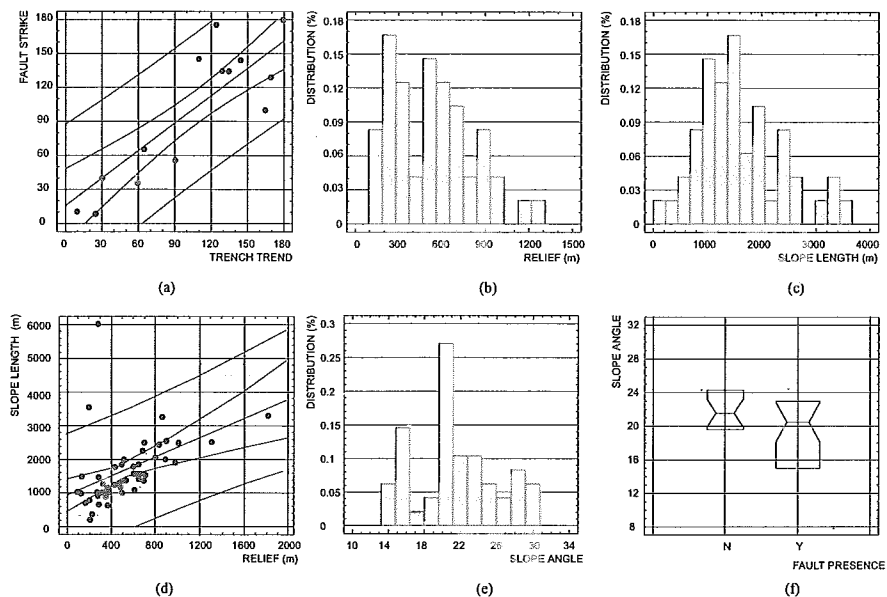 FAULT STRIKE
180
150
120
90
60
30
0
0 30 60 90 120 150 180
TRENCH TREND
(a)
DISTRIBUTION (%)
0.18
0.15
0.12
0.09
0.06
0.03
0
0 300 600 900 1200 1500
RELIEF (m)
(b)
DISTRIBUTION (%)
0.18
0.15
0.12
0.09
0.06
0.03
0
0 1000 2000 3000 4000
SLOPE LENGTH (m)
(c)
SLOPE LENGTH (m)
6000
5000
4000
3000
2000
1000
0
0 400 800 1200 1600 2000
RELIEF (m)
(d)
DISTRIBUTION (%)
0.3
0.25
0.2
0.15
0.10
0.05
0
10 14 18 22 26 30 34
SLOPE ANGLE
(e)
SLOPE ANGLE
32
28
24
20
16
12
8
N Y
FAULT PRESENCE
(f)